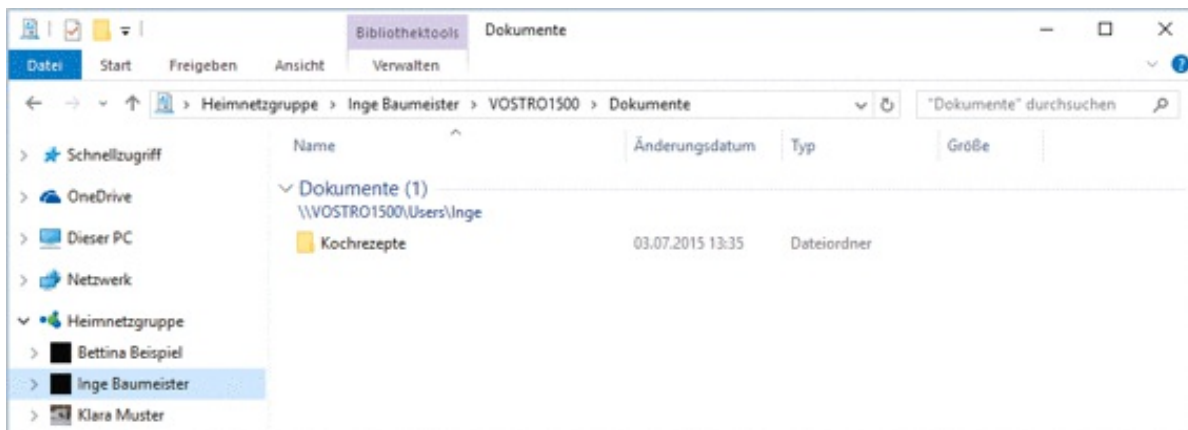 Bibliothektools Dokumente
Datei Start Freigeben Ansicht Verwalten
Heimnetzgruppe > Inge Baumeister > VOSTRO1500 > Dokumente "Dokumente" durchsuchen
Name Änderungsdatum Typ Größe
Schnellzugriff
Dokumente (1)
OneDrive
\\VOSTRO1500\Users\Inge
Dieser PC
Kochrezepte 03.07.2015 13:35 Dateiordner
Netzwerk
Heimnetzgruppe
Bettina Beispiel
Inge Baumeister
Klara Muster